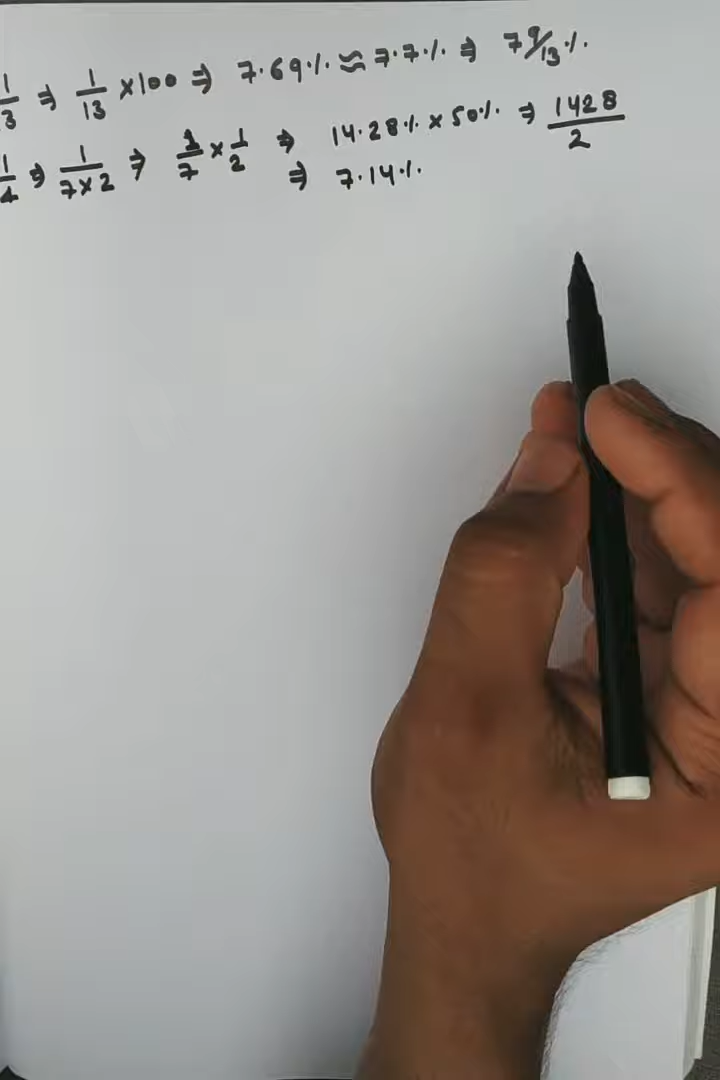 1/3 ⇒ 1/13 ×100 ⇒ 7.69% ≈ 7.7% ⇒ 7 9/13 %
1/4 ⇒ 1/7×2 ⇒ 1/7 × 1/2 ⇒ 14.28% × 50% ⇒ 1428/2
⇒ 7.14%